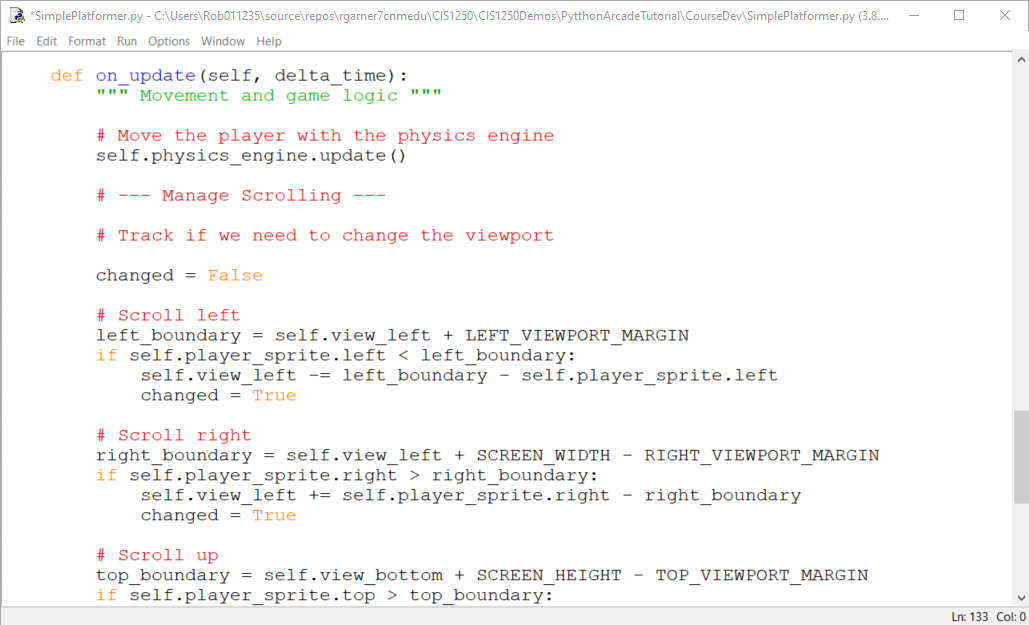 *SimplePlatformer.py - C:\Users\Rob011235\source\repos\rgarner7cnmedu\CIS1250\CIS1250Demos\PytthonArcadeTutorial\CourseDev\SimplePlatformer.py (3.8....
File Edit Format Run Options Window Help
def on_update(self, delta_time):
""" Movement and game logic """
# Move the player with the physics engine
self.physics_engine.update()
# --- Manage Scrolling ---
# Track if we need to change the viewport
changed = False
# Scroll left
left_boundary = self.view_left + LEFT_VIEWPORT_MARGIN
if self.player_sprite.left < left_boundary:
self.view_left -= left_boundary - self.player_sprite.left
changed = True
# Scroll right
right_boundary = self.view_left + SCREEN_WIDTH - RIGHT_VIEWPORT_MARGIN
if self.player_sprite.right > right_boundary:
self.view_left += self.player_sprite.right - right_boundary
changed = True
# Scroll up
top_boundary = self.view_bottom + SCREEN_HEIGHT - TOP_VIEWPORT_MARGIN
if self.player_sprite.top > top_boundary:
Ln: 133 Col: 0